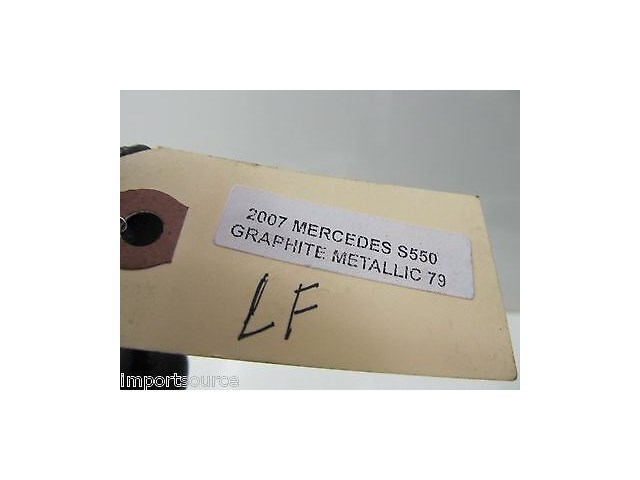 2007 MERCEDES S550
GRAPHITE METALLIC 79
LF
importsource